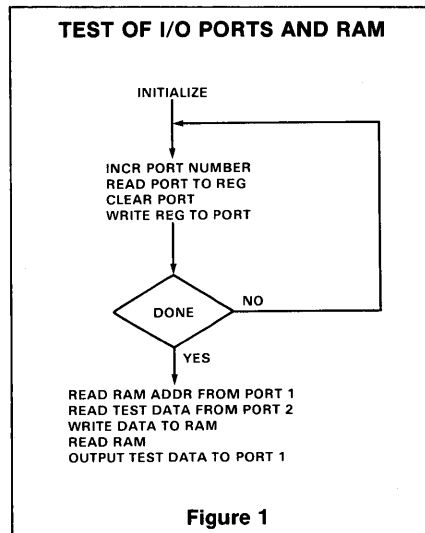 TEST OF I/O PORTS AND RAM
INITIALIZE
INCR PORT NUMBER
READ PORT TO REG
CLEAR PORT
WRITE REG TO PORT
DONE
NO
YES
READ RAM ADDR FROM PORT 1
READ TEST DATA FROM PORT 2
WRITE DATA TO RAM
READ RAM
OUTPUT TEST DATA TO PORT 1
Figure 1